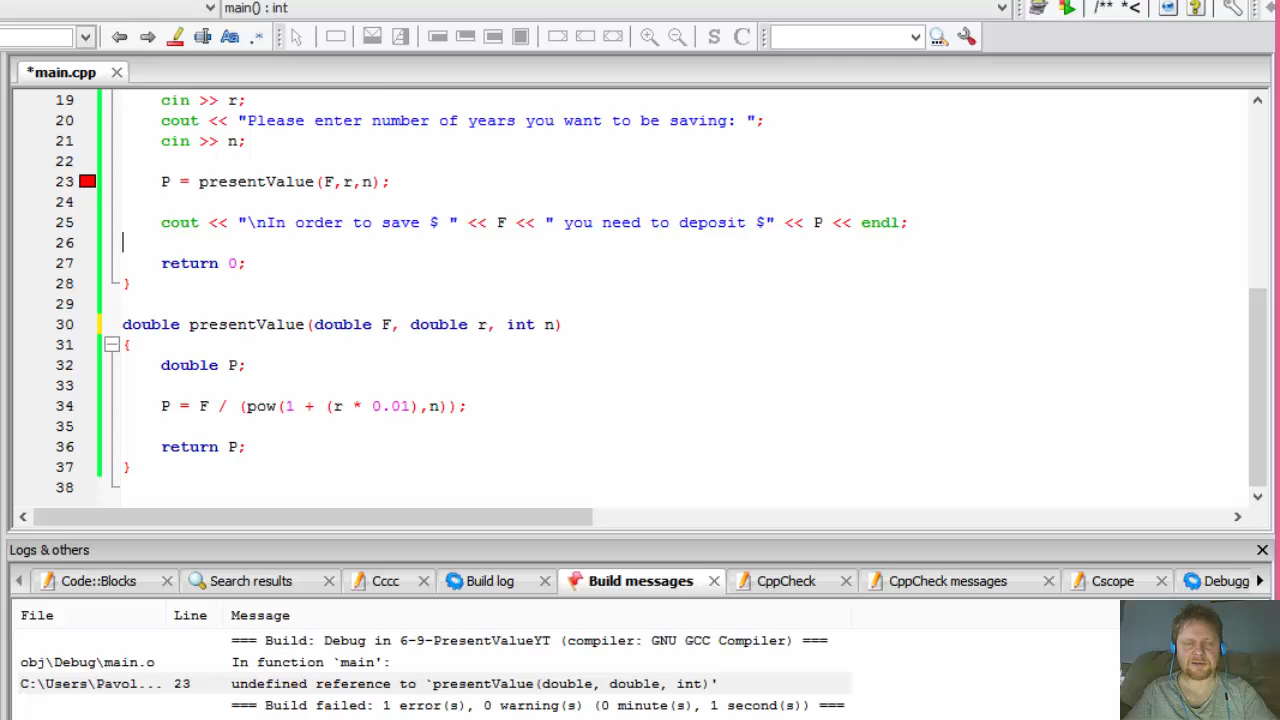 main() : int
/** *<
Aa .*
S C
*main.cpp
19 cin >> r;
20 cout << "Please enter number of years you want to be saving: ";
21 cin >> n;
22
23 P = presentValue(F,r,n);
24
25 cout << "\nIn order to save $ " << F << " you need to deposit $" << P << endl;
26
27 return 0;
28 }
29
30 double presentValue(double F, double r, int n)
31 {
32 double P;
33
34 P = F / (pow(1 + (r * 0.01),n));
35
36 return P;
37 }
38
Logs & others
Code::Blocks Search results Cccc Build log Build messages CppCheck CppCheck messages Cscope Debugg
File Line Message
=== Build: Debug in 6-9-PresentValueYT (compiler: GNU GCC Compiler) ===
obj\Debug\main.o In function `main':
C:\Users\Pavol... 23 undefined reference to `presentValue(double, double, int)'
=== Build failed: 1 error(s), 0 warning(s) (0 minute(s), 1 second(s)) ===